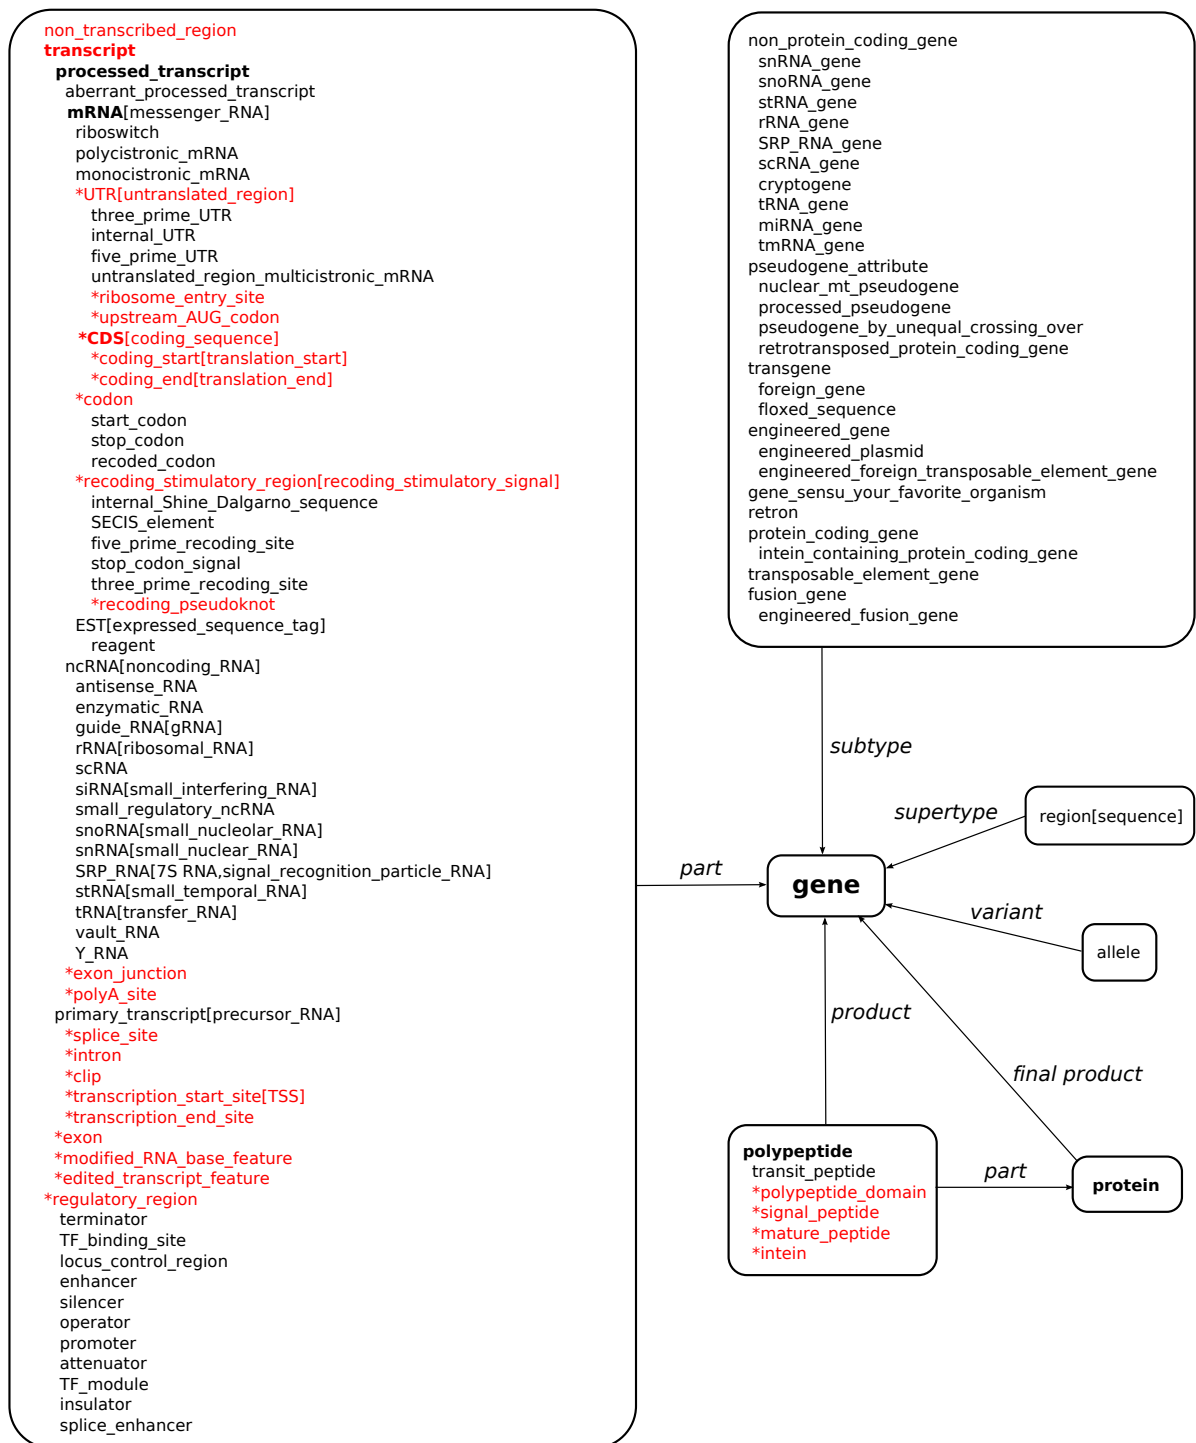 non_transcribed_region
transcript
processed_transcript
aberrant_processed_transcript
mRNA[messenger_RNA]
riboswitch
polycistronic_mRNA
monocistronic_mRNA
*UTR[untranslated_region]
three_prime_UTR
internal_UTR
five_prime_UTR
untranslated_region_multicistronic_mRNA
*ribosome_entry_site
*upstream_AUG_codon
*CDS[coding_sequence]
*coding_start[translation_start]
*coding_end[translation_end]
*codon
start_codon
stop_codon
recoded_codon
*recoding_stimulatory_region[recoding_stimulatory_signal]
internal_Shine_Dalgarno_sequence
SECIS_element
five_prime_recoding_site
stop_codon_signal
three_prime_recoding_site
*recoding_pseudoknot
EST[expressed_sequence_tag]
reagent
ncRNA[noncoding_RNA]
antisense_RNA
enzymatic_RNA
guide_RNA[gRNA]
rRNA[ribosomal_RNA]
scRNA
siRNA[small_interfering_RNA]
small_regulatory_ncRNA
snoRNA[small_nucleolar_RNA]
snRNA[small_nuclear_RNA]
SRP_RNA[7S RNA,signal_recognition_particle_RNA]
stRNA[small_temporal_RNA]
tRNA[transfer_RNA]
vault_RNA
Y_RNA
*exon_junction
*polyA_site
primary_transcript[precursor_RNA]
*splice_site
*intron
*clip
*transcription_start_site[TSS]
*transcription_end_site
*exon
*modified_RNA_base_feature
*edited_transcript_feature
*regulatory_region
terminator
TF_binding_site
locus_control_region
enhancer
silencer
operator
promoter
attenuator
TF_module
insulator
splice_enhancer
non_protein_coding_gene
snRNA_gene
snoRNA_gene
stRNA_gene
rRNA_gene
SRP_RNA_gene
scRNA_gene
cryptogene
tRNA_gene
miRNA_gene
tmRNA_gene
pseudogene_attribute
nuclear_mt_pseudogene
processed_pseudogene
pseudogene_by_unequal_crossing_over
retrotransposed_protein_coding_gene
transgene
foreign_gene
floxed_sequence
engineered_gene
engineered_plasmid
engineered_foreign_transposable_element_gene
gene_sensu_your_favorite_organism
retron
protein_coding_gene
intein_containing_protein_coding_gene
transposable_element_gene
fusion_gene
engineered_fusion_gene
subtype
supertype
region[sequence]
part
gene
variant
allele
product
final product
polypeptide
transit_peptide
*polypeptide_domain
*signal_peptide
*mature_peptide
*intein
part
protein